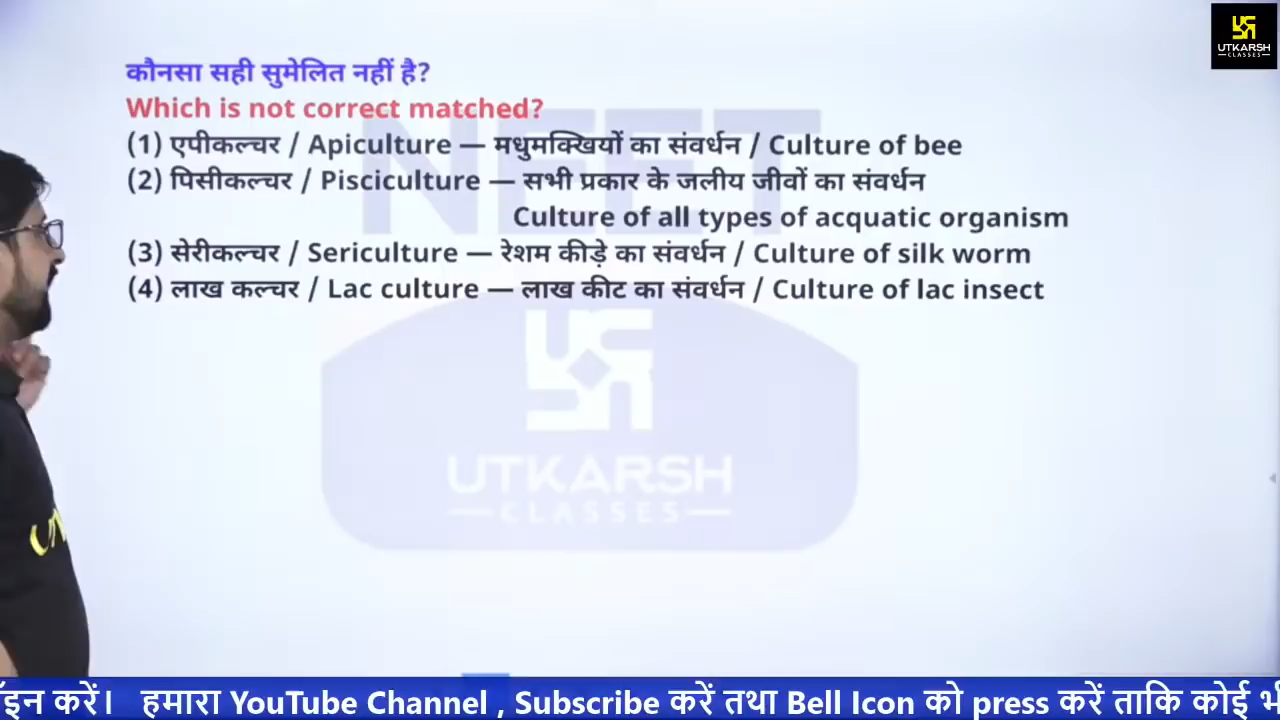 UTKARSH
CLASSES
कौनसा सही सुमेलित नहीं है?
Which is not correct matched?
(1) एपीकल्चर / Apiculture — मधुमक्खियों का संवर्धन / Culture of bee
(2) पिसीकल्चर / Pisciculture — सभी प्रकार के जलीय जीवों का संवर्धन
Culture of all types of acquatic organism
(3) सेरीकल्चर / Sericulture — रेशम कीड़े का संवर्धन / Culture of silk worm
(4) लाख कल्चर / Lac culture — लाख कीट का संवर्धन / Culture of lac insect
NEET
UTKARSH
CLASSES
करें। हमारा YouTube Channel , Subscribe करें तथा Bell Icon को press करें ताकि कोई